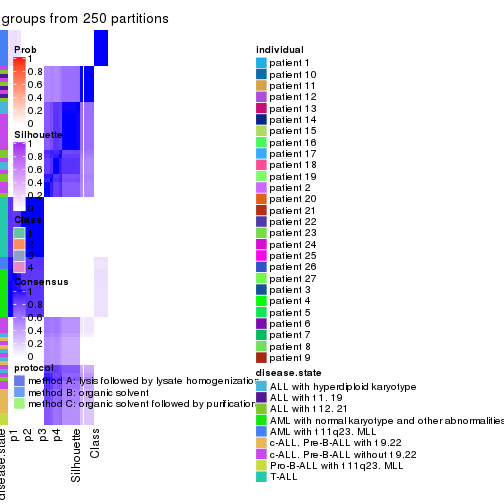 groups from 250 partitions
Prob
1
0.8
0.6
0.4
0.2
0
Silhouette
1
0.8
0.6
0.4
0.2
0
Class
1
2
3
4
Consensus
1
0.8
0.6
0.4
0.2
0
protocol
method A: lysis followed by lysate homogenization
method B: organic solvent
method C: organic solvent followed by purification
disease.state
p1
p2
p3
p4
Silhouette
Class
individual
patient 1
patient 10
patient 11
patient 12
patient 13
patient 14
patient 15
patient 16
patient 17
patient 18
patient 19
patient 2
patient 20
patient 21
patient 22
patient 23
patient 24
patient 25
patient 26
patient 27
patient 3
patient 4
patient 5
patient 6
patient 7
patient 8
patient 9
disease.state
ALL with hyperdiploid karyotype
ALL with t 1. 19
ALL with t 12. 21
AML with normal karyotype and other abnormalities
AML with t 11q23. MLL
c-ALL. Pre-B-ALL with t 9.22
c-ALL. Pre-B-ALL without t 9.22
Pro-B-ALL with t 11q23. MLL
T-ALL